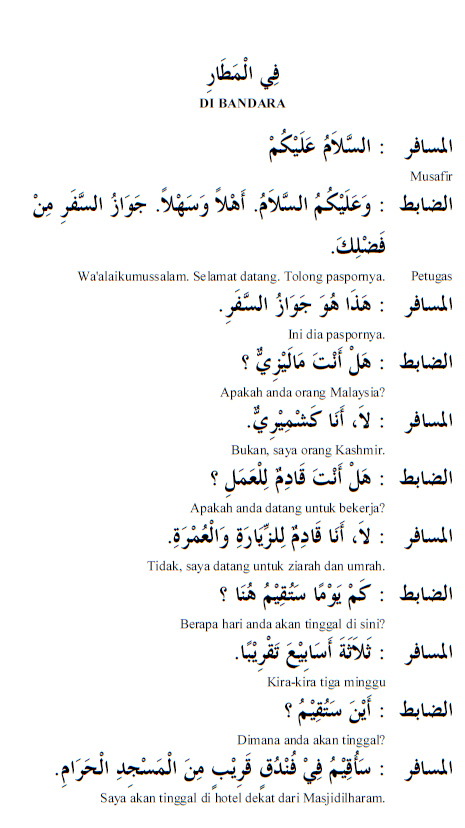 فِي الْمَطَارِ
DI BANDARA
المسافر : السَّلاَمُ عَلَيْكُمْ
Musafir
الضابط : وَعَلَيْكُمُ السَّلاَمُ. أَهْلاً وَسَهْلاً. جَوَازُ السَّفَرِ مِنْ
فَضْلِكَ.
Petugas Wa'alaikumussalam. Selamat datang. Tolong paspornya.
المسافر : هَذَا هُوَ جَوَازُ السَّفَرِ.
Ini dia paspornya.
الضابط : هَلْ أَنْتَ مَالَيْزِيٌّ ؟
Apakah anda orang Malaysia?
المسافر : لاَ، أَنَا كَشْمِيْرِيٌّ.
Bukan, saya orang Kashmir.
الضابط : هَلْ أَنْتَ قَادِمٌ لِلْعَمَلِ ؟
Apakah anda datang untuk bekerja?
المسافر : لاَ، أَنَا قَادِمٌ لِلزِّيَارَةِ وَالْعُمْرَةِ.
Tidak, saya datang untuk ziarah dan umrah.
الضابط : كَمْ يَوْمًا سَتُقِيْمُ هُنَا ؟
Berapa hari anda akan tinggal di sini?
المسافر : ثَلاَثَةَ أَسَابِيْعَ تَقْرِيْبًا.
Kira-kira tiga minggu
الضابط : أَيْنَ سَتُقِيْمُ ؟
Dimana anda akan tinggal?
المسافر : سَأُقِيْمُ فِيْ فُنْدُقٍ قَرِيْبٍ مِنَ الْمَسْجِدِ الْحَرَامِ.
Saya akan tinggal di hotel dekat dari Masjidilharam.